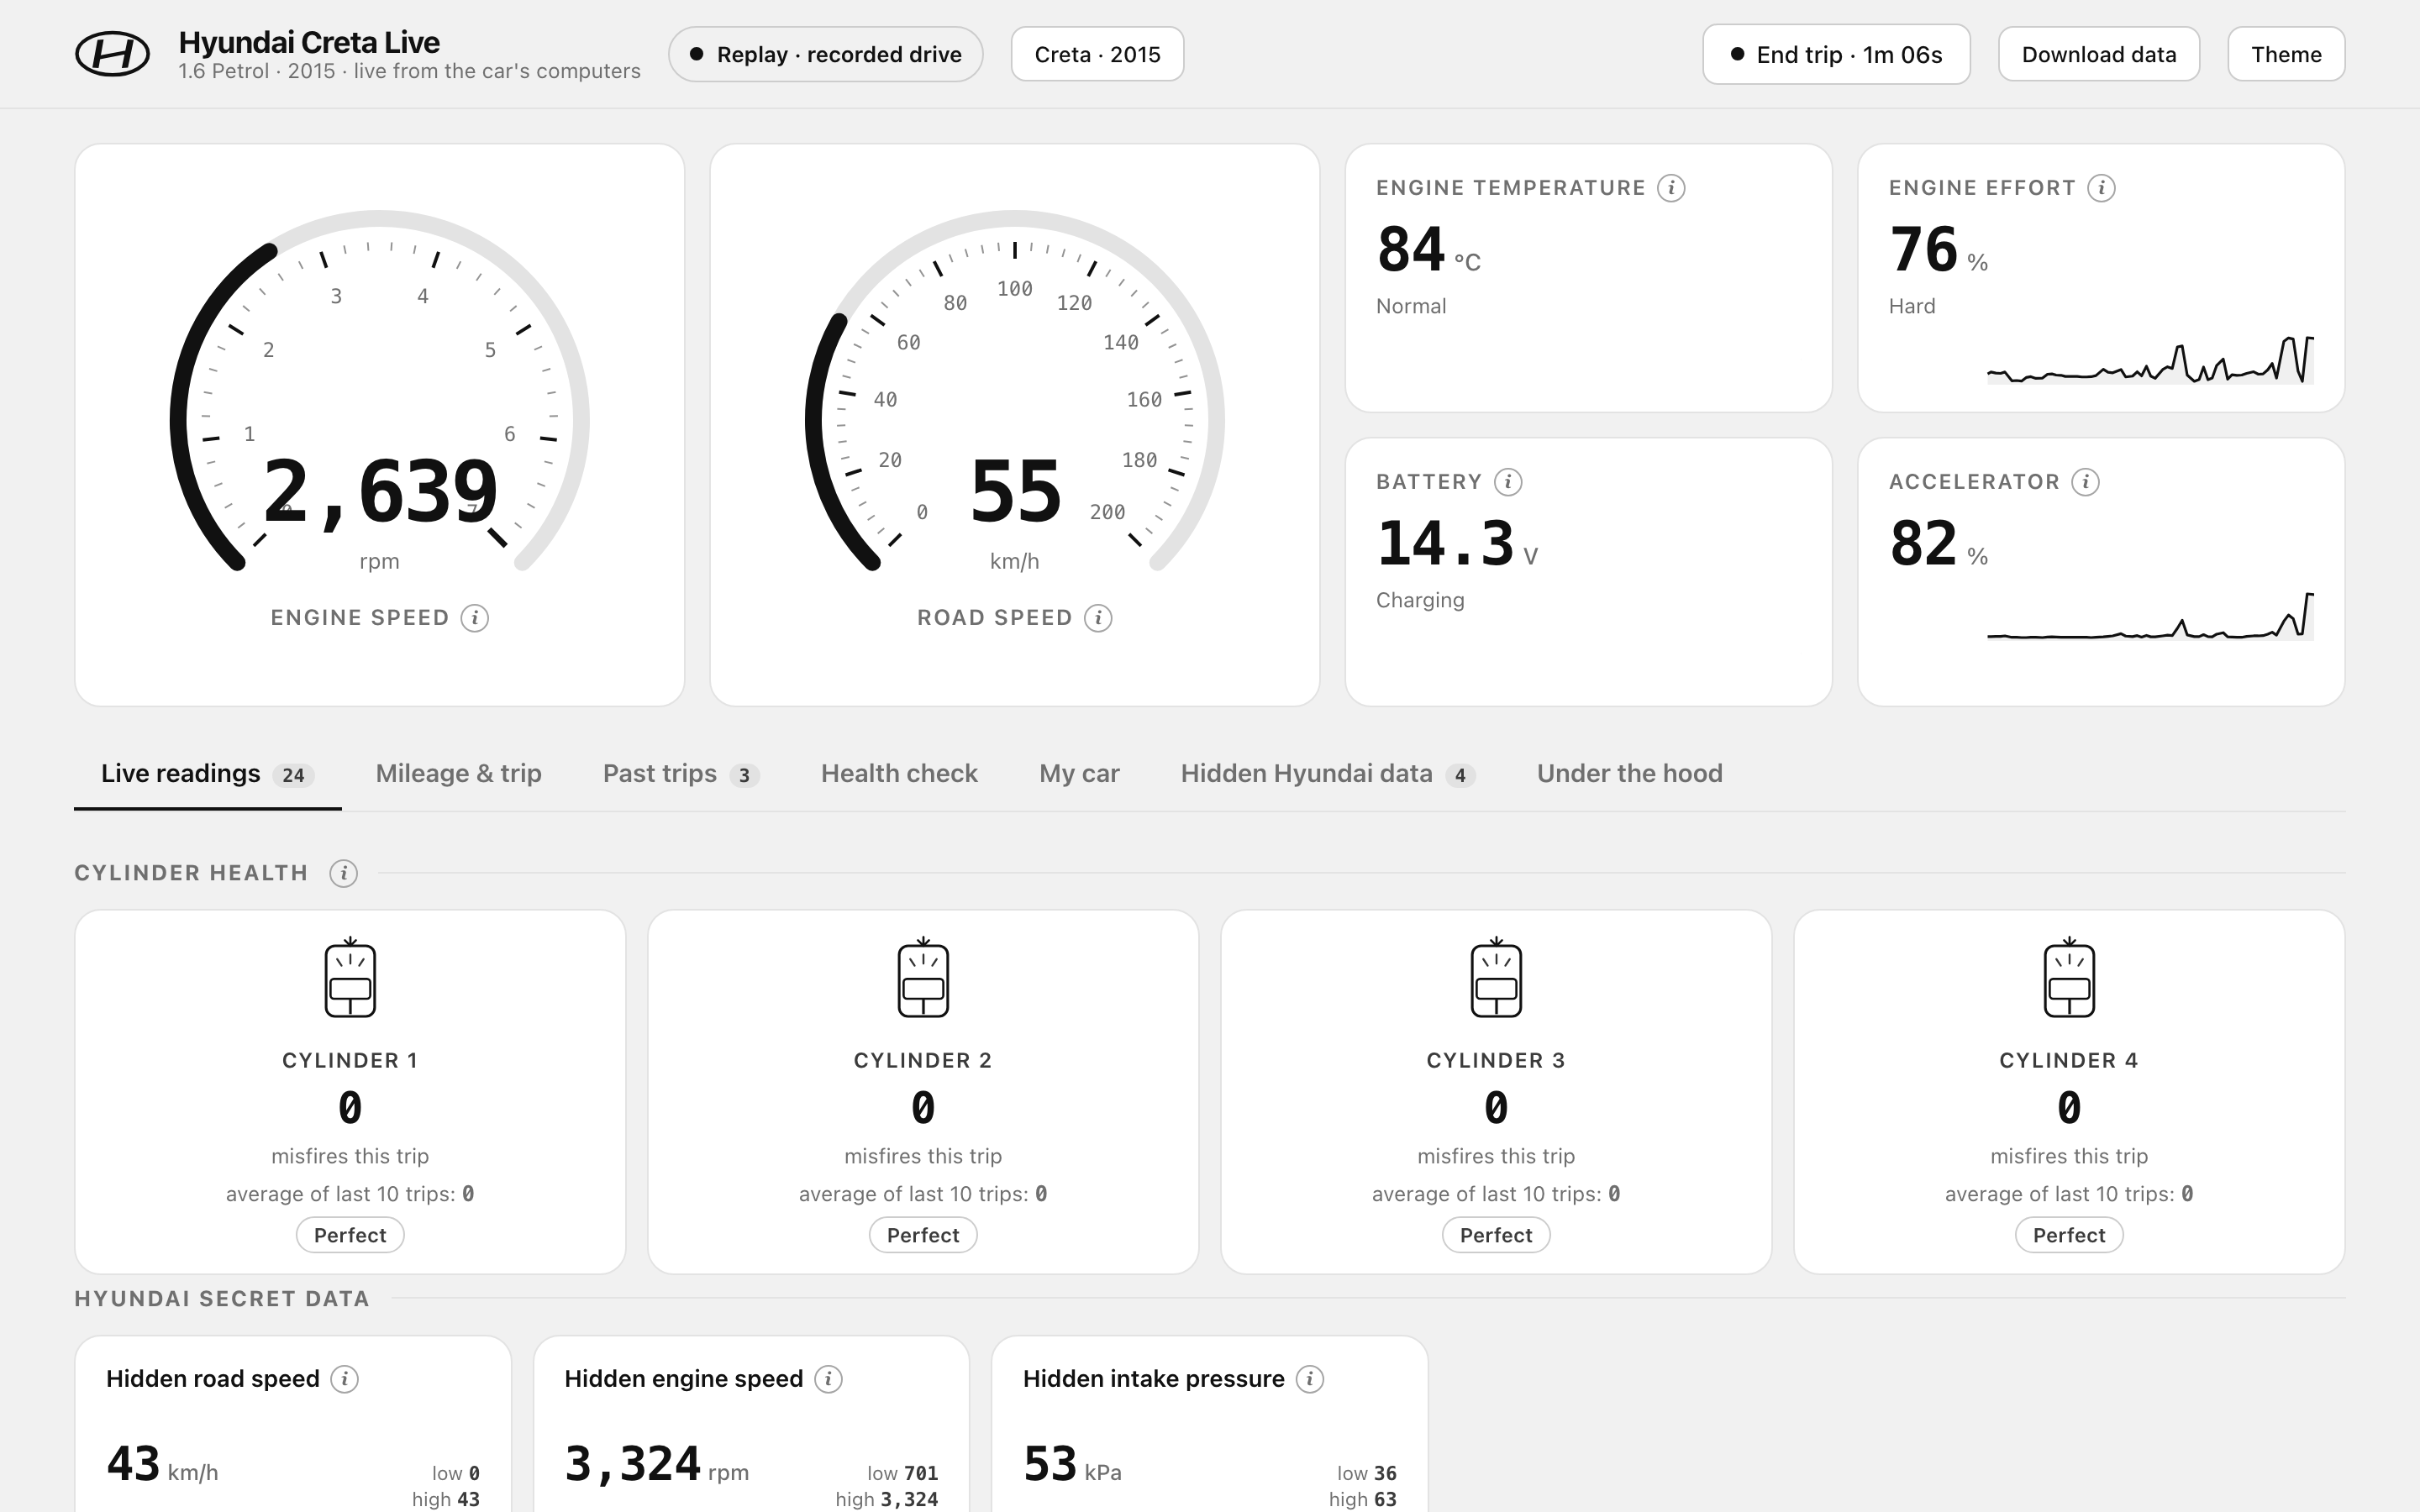 Hyundai Creta Live
1.6 Petrol · 2015 · live from the car's computers
Replay · recorded drive
Creta · 2015
End trip · 1m 06s
Download data
Theme
0
1
2
3
4
5
6
7
2,639
rpm
ENGINE SPEED i
0
20
40
60
80
100
120
140
160
180
200
55
km/h
ROAD SPEED i
ENGINE TEMPERATURE i
84 °C
Normal
ENGINE EFFORT i
76 %
Hard
BATTERY i
14.3 V
Charging
ACCELERATOR i
82 %
Live readings 24
Mileage & trip
Past trips 3
Health check
My car
Hidden Hyundai data 4
Under the hood
CYLINDER HEALTH i
CYLINDER 1
0
misfires this trip
average of last 10 trips: 0
Perfect
CYLINDER 2
0
misfires this trip
average of last 10 trips: 0
Perfect
CYLINDER 3
0
misfires this trip
average of last 10 trips: 0
Perfect
CYLINDER 4
0
misfires this trip
average of last 10 trips: 0
Perfect
HYUNDAI SECRET DATA
Hidden road speed i
43 km/h
low 0
high 43
Hidden engine speed i
3,324 rpm
low 701
high 3,324
Hidden intake pressure i
53 kPa
low 36
high 63